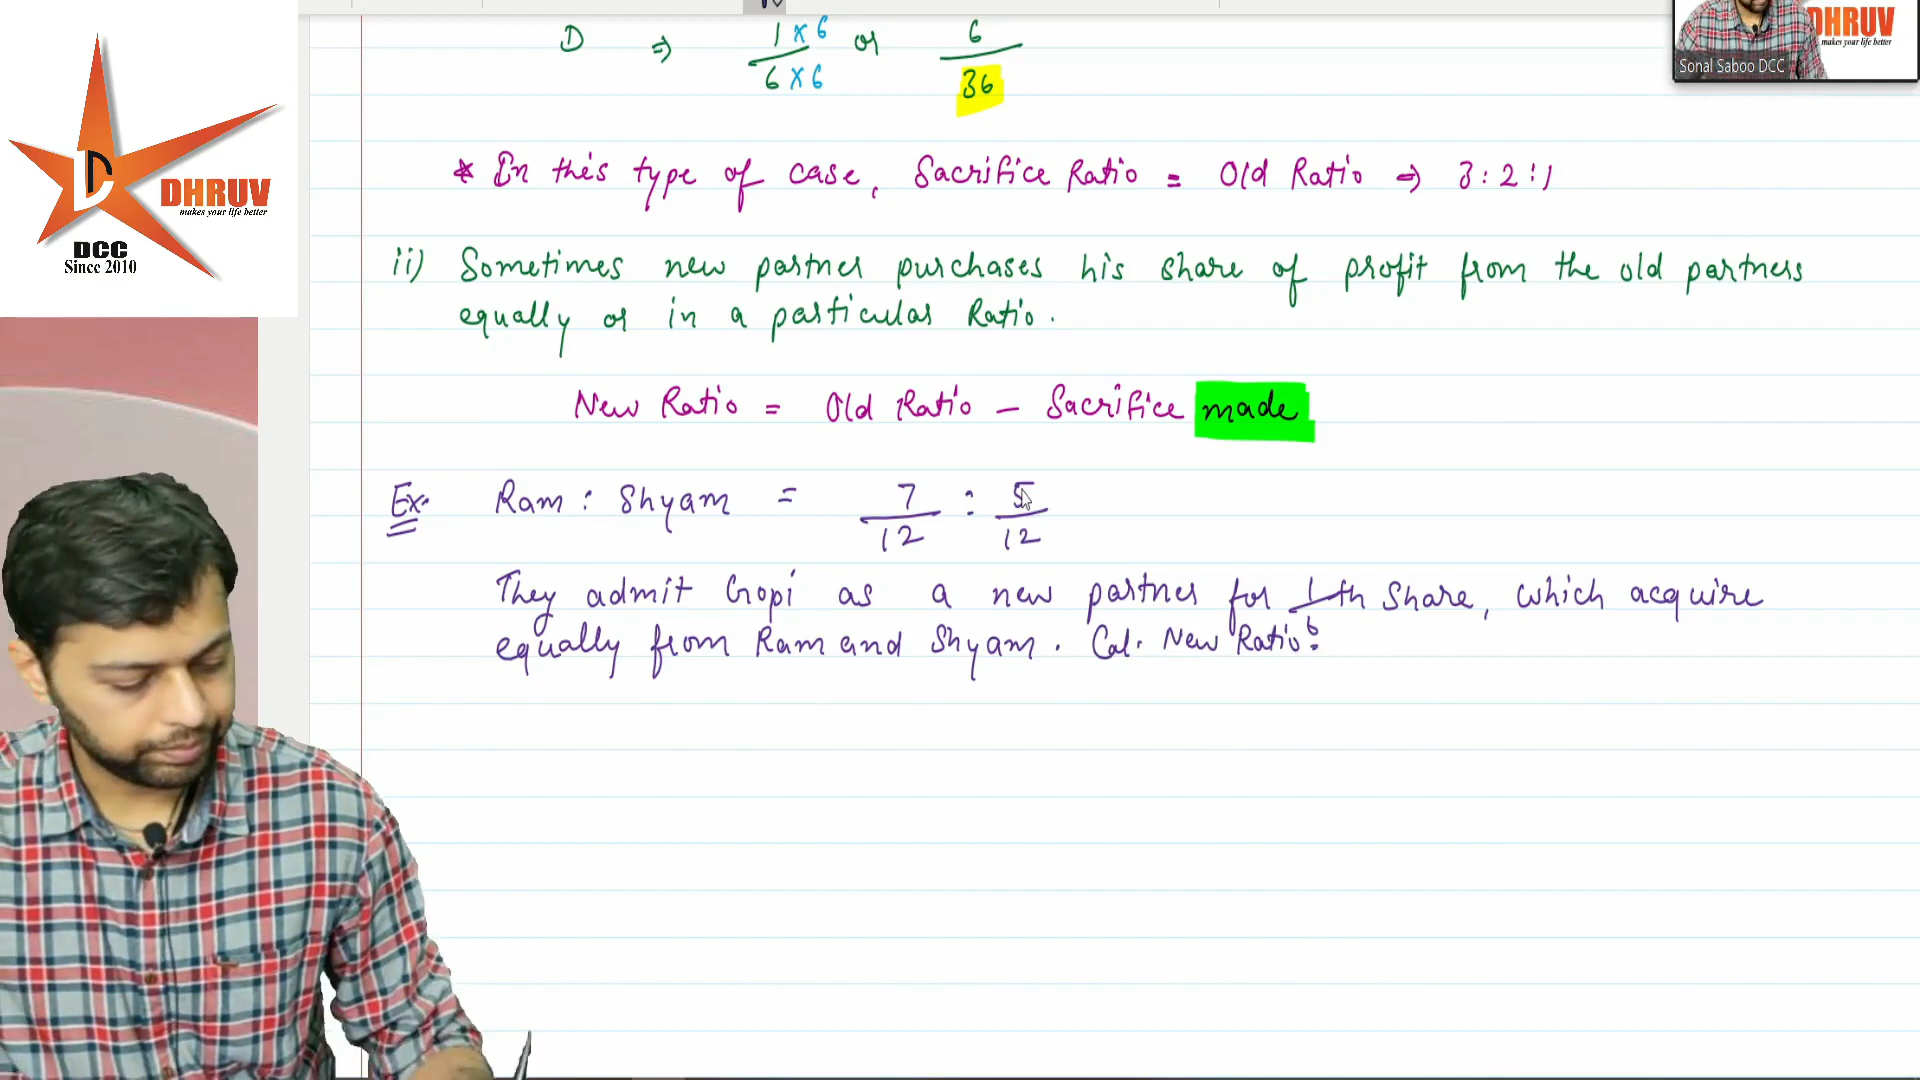 D ⇒ 1 × 6 / 6 × 6 or 6 / 36
DHRUV
makes your life better
Sonal Saboo DCC
* In this type of case, Sacrifice Ratio = Old Ratio ⇒ 3 : 2 : 1
DC
DHRUV
makes your life better
DCC
Since 2010
ii) Sometimes new partner purchases his share of profit from the old partners
equally or in a particular Ratio.
New Ratio = Old Ratio - Sacrifice made
Ex. Ram : Shyam = 7/12 : 5/12
They admit Gopi as a new partner for 1/6 th Share, which acquire
equally from Ram and Shyam. Cal. New Ratio?